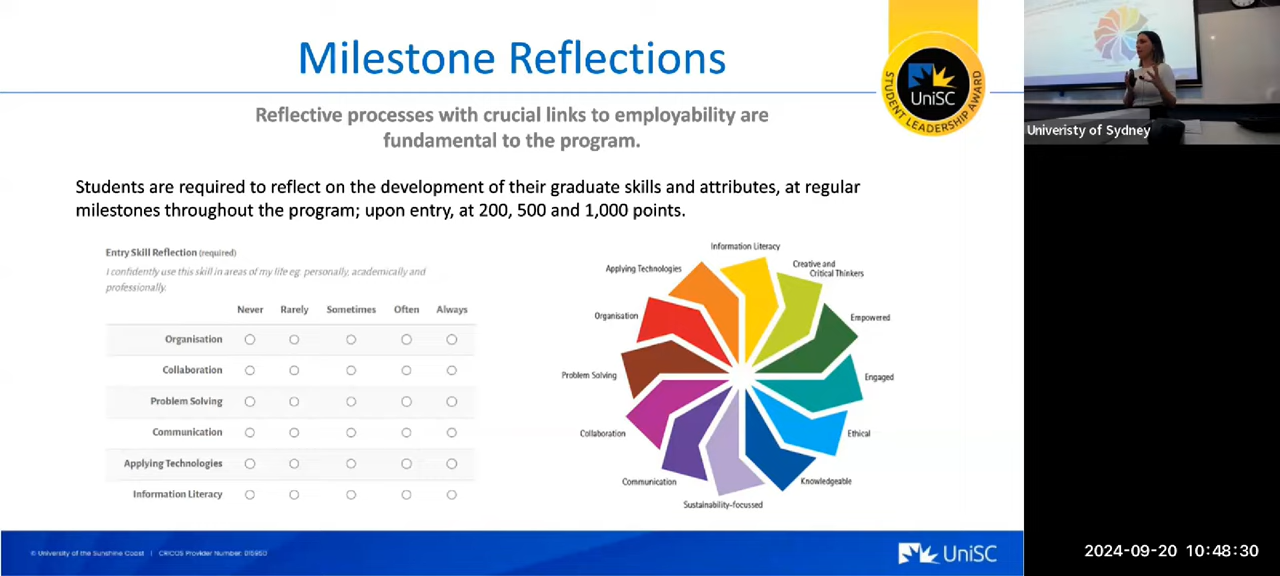 Milestone Reflections
UniSC
STUDENT LEADERSHIP AWARD
Reflective processes with crucial links to employability are
fundamental to the program.
Students are required to reflect on the development of their graduate skills and attributes, at regular
milestones throughout the program; upon entry, at 200, 500 and 1,000 points.
Entry Skill Reflection (required)
I confidently use this skill in areas of my life eg. personally, academically and
professionally.
Never Rarely Sometimes Often Always
Organisation
Collaboration
Problem Solving
Communication
Applying Technologies
Information Literacy
Information Literacy
Creative and
Critical Thinkers
Empowered
Engaged
Ethical
Knowledgeable
Sustainability-focussed
Communication
Collaboration
Problem Solving
Organisation
Applying Technologies
© University of the Sunshine Coast | CRICOS Provider Number: 01595D
UniSC
Univeristy of Sydney
2024-09-20 10:48:30